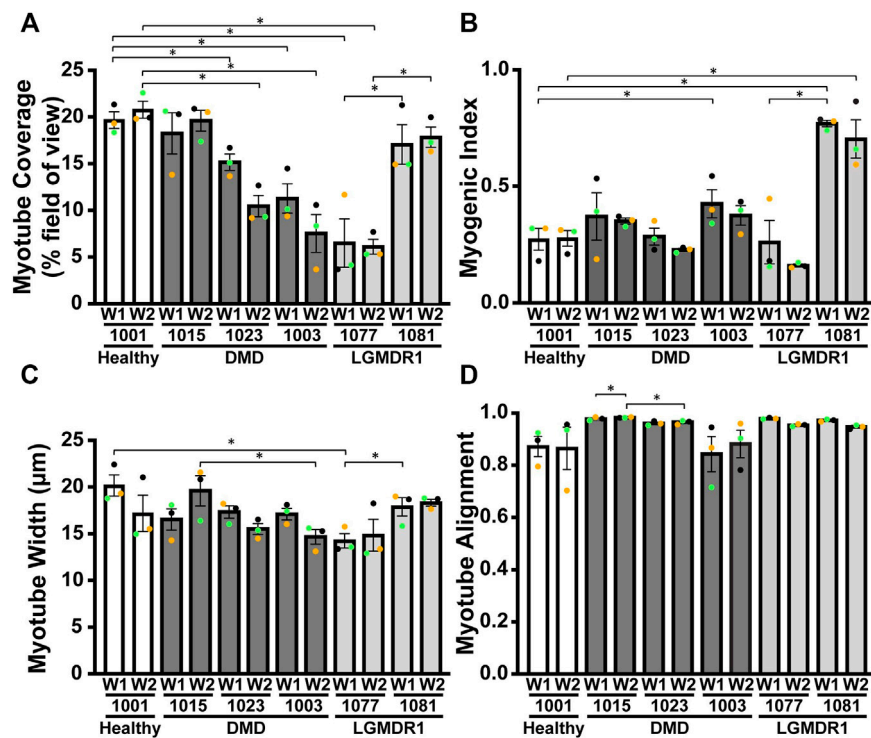 A
* * * * * * * *
Myotube Coverage
(% field of view)
25
20
15
10
5
0
W1 W2 W1 W2 W1 W2 W1 W2 W1 W2 W1 W2
1001 1015 1023 1003 1077 1081
Healthy DMD LGMDR1
B
* * * *
Myogenic Index
1.0
0.5
0.0
W1 W2 W1 W2 W1 W2 W1 W2 W1 W2 W1 W2
1001 1015 1023 1003 1077 1081
Healthy DMD LGMDR1
C
* * *
Myotube Width (µm)
25
20
15
10
5
0
W1 W2 W1 W2 W1 W2 W1 W2 W1 W2 W1 W2
1001 1015 1023 1003 1077 1081
Healthy DMD LGMDR1
D
* *
Myotube Alignment
1.0
0.8
0.6
0.4
0.2
0.0
W1 W2 W1 W2 W1 W2 W1 W2 W1 W2 W1 W2
1001 1015 1023 1003 1077 1081
Healthy DMD LGMDR1